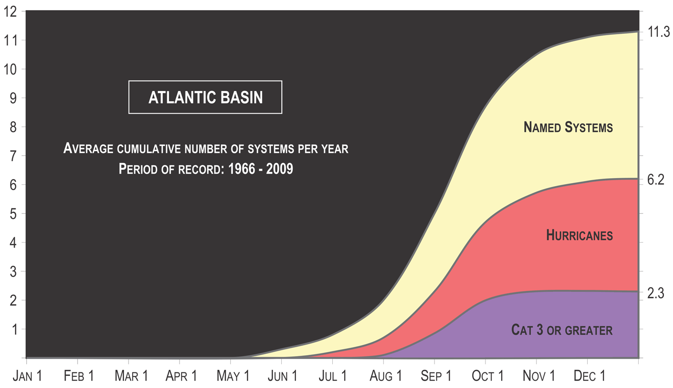 12
11
10
9
8
7
6
5
4
3
2
1
ATLANTIC BASIN
AVERAGE CUMULATIVE NUMBER OF SYSTEMS PER YEAR
PERIOD OF RECORD: 1966 - 2009
NAMED SYSTEMS
HURRICANES
CAT 3 OR GREATER
11.3
6.2
2.3
JAN 1 FEB 1 MAR 1 APR 1 MAY 1 JUN 1 JUL 1 AUG 1 SEP 1 OCT 1 NOV 1 DEC 1